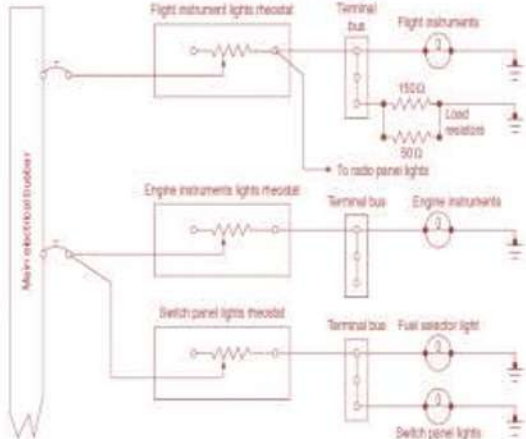 Flight instrument lights rheostat
Terminal
bus
Flight instruments
150Ω
Load
resistors
50Ω
To radio panel lights
Main electrical busbar
Engine instruments lights rheostat
Terminal bus
Engine instruments
Switch panel lights rheostat
Terminal bus
Fuel selector light
Switch panel lights